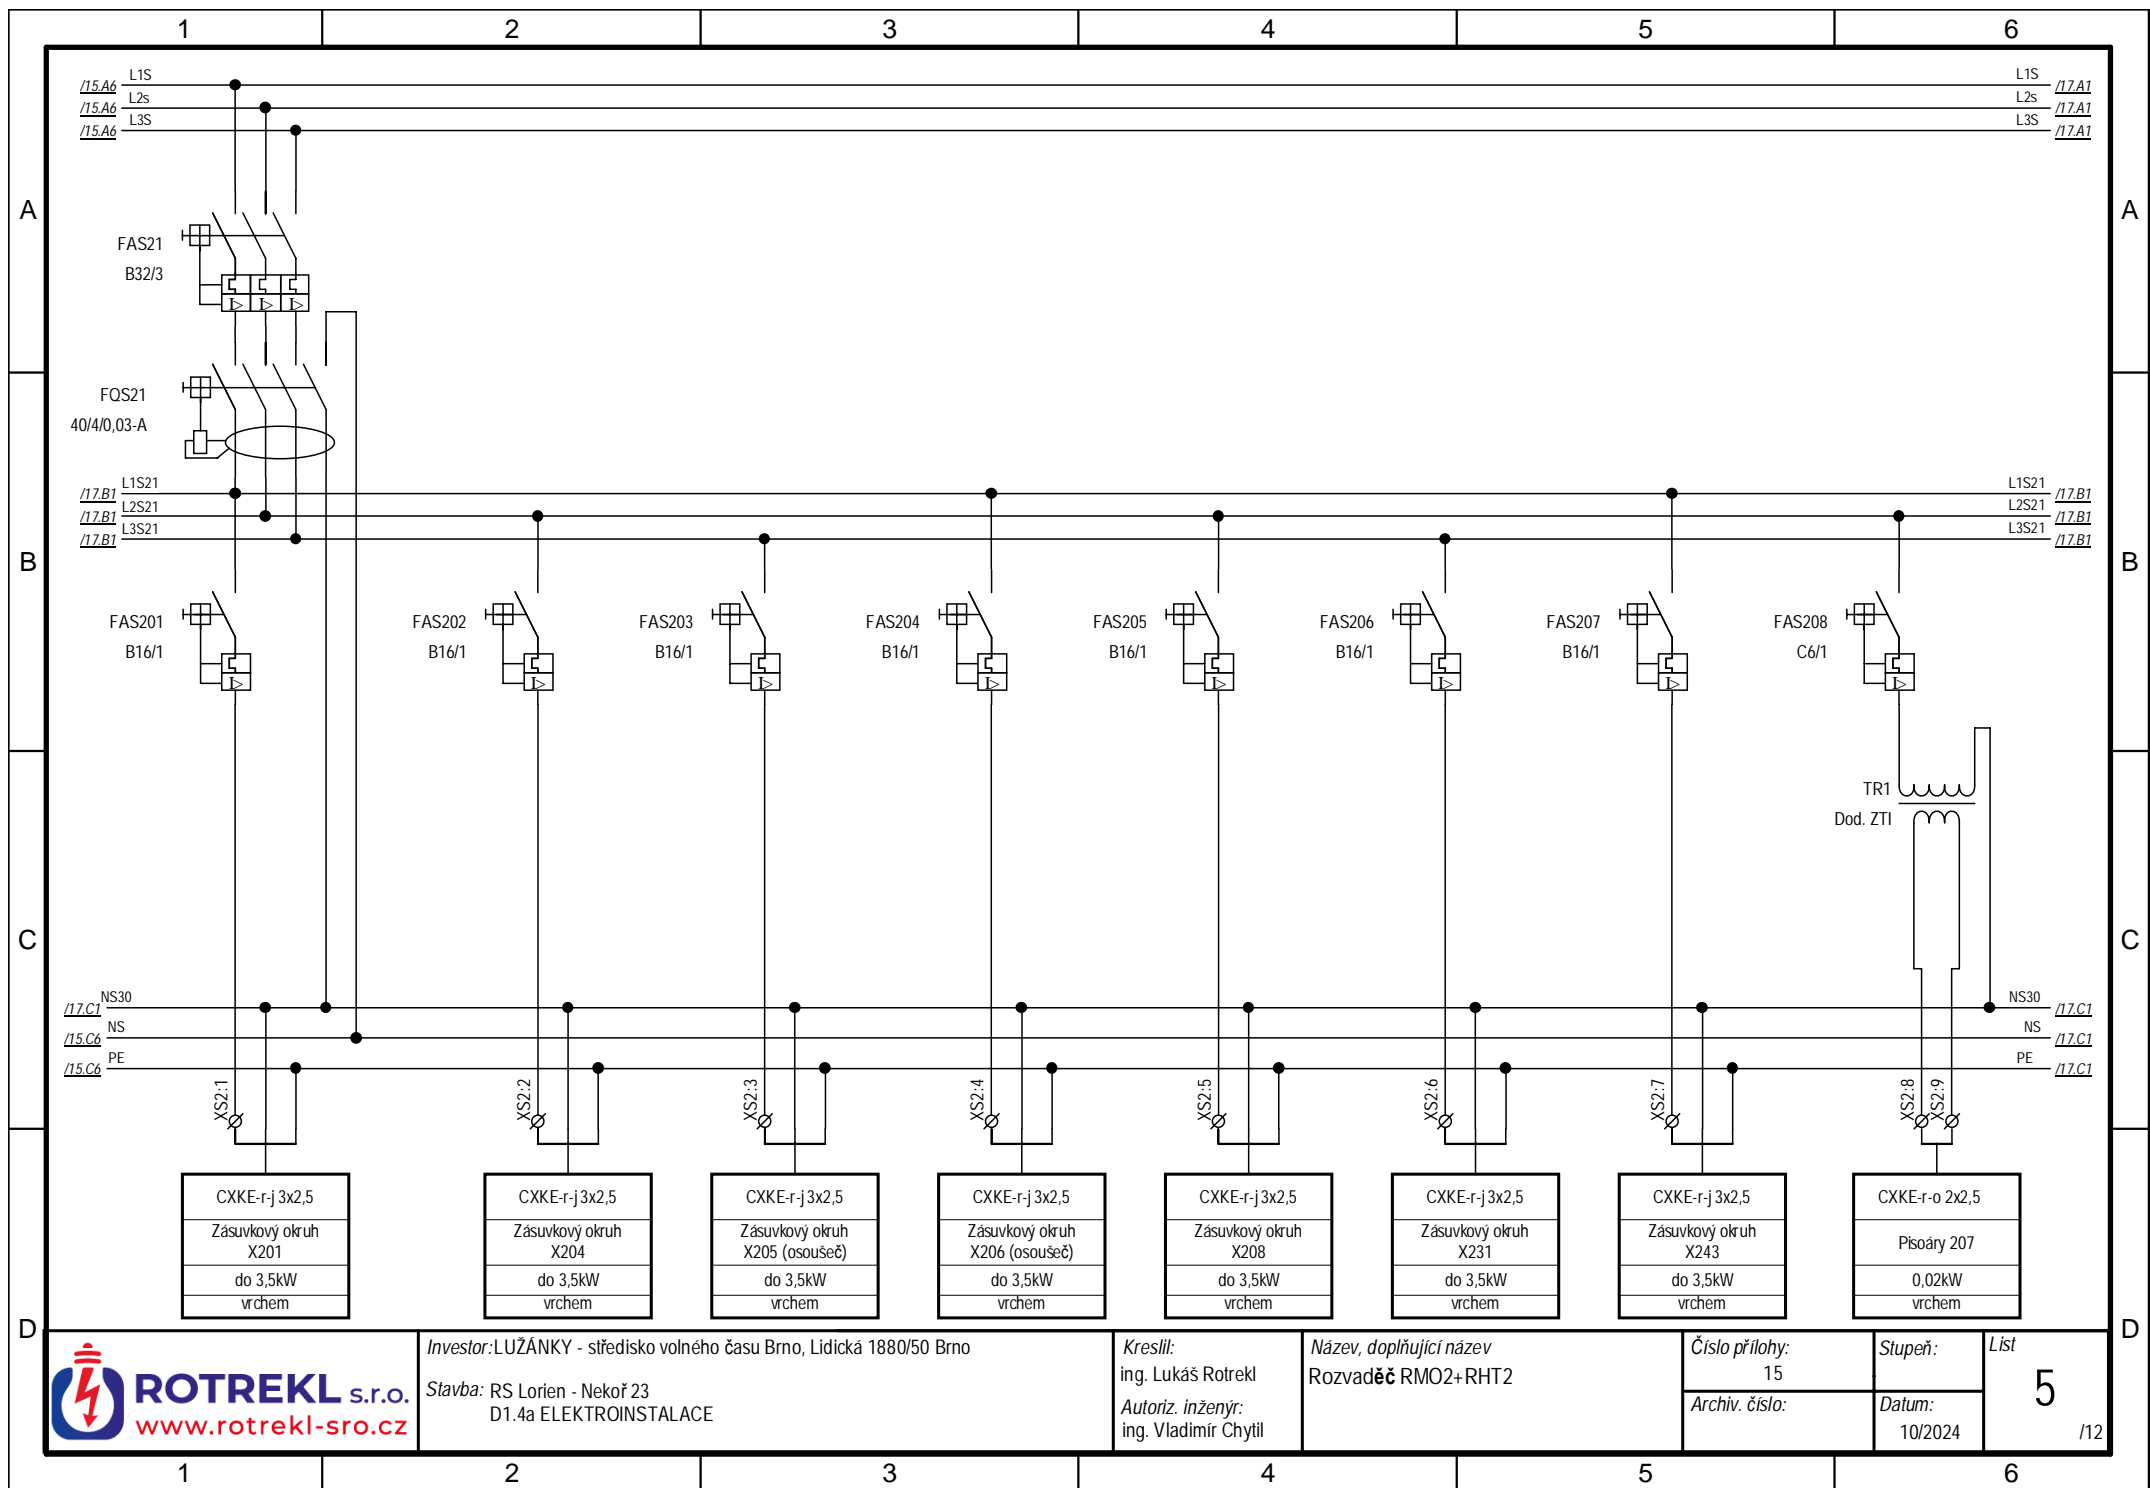 1 2 3 4 5 6
/15.A6 L1S L1S /17.A1
/15.A6 L2s L2s /17.A1
/15.A6 L3S L3S /17.A1
A A
FAS21
B32/3
I> I> I>
FQS21
40/4/0,03-A
/17.B1 L1S21 L1S21 /17.B1
/17.B1 L2S21 L2S21 /17.B1
/17.B1 L3S21 L3S21 /17.B1
B B
FAS201 FAS202 FAS203 FAS204 FAS205 FAS206 FAS207 FAS208
B16/1 B16/1 B16/1 B16/1 B16/1 B16/1 B16/1 C6/1
I> I> I> I> I> I> I> I>
TR1
Dod. ZTI
C C
/17.C1 NS30 NS30 /17.C1
/15.C6 NS NS /17.C1
/15.C6 PE PE /17.C1
XS2:1 XS2:2 XS2:3 XS2:4 XS2:5 XS2:6 XS2:7 XS2:8 XS2:9
CXKE-r-j 3x2,5 CXKE-r-j 3x2,5 CXKE-r-j 3x2,5 CXKE-r-j 3x2,5 CXKE-r-j 3x2,5 CXKE-r-j 3x2,5 CXKE-r-j 3x2,5 CXKE-r-o 2x2,5
Zásuvkový okruh Zásuvkový okruh Zásuvkový okruh Zásuvkový okruh Zásuvkový okruh Zásuvkový okruh Zásuvkový okruh Pisoáry 207
X201 X204 X205 (osoušeč) X206 (osoušeč) X208 X231 X243
do 3,5kW do 3,5kW do 3,5kW do 3,5kW do 3,5kW do 3,5kW do 3,5kW 0,02kW
vrchem vrchem vrchem vrchem vrchem vrchem vrchem vrchem
D D
ROTREKL s.r.o.
www.rotrekl-sro.cz
Investor: LUŽÁNKY - středisko volného času Brno, Lidická 1880/50 Brno
Stavba: RS Lorien - Nekoř 23
D1.4a ELEKTROINSTALACE
Kreslil:
ing. Lukáš Rotrekl
Autoriz. inženýr:
ing. Vladimír Chytil
Název, doplňující název
Rozvaděč RMO2+RHT2
Číslo přílohy:
15
Archiv. číslo:
Stupeň:
Datum:
10/2024
List
5
/12
1 2 3 4 5 6